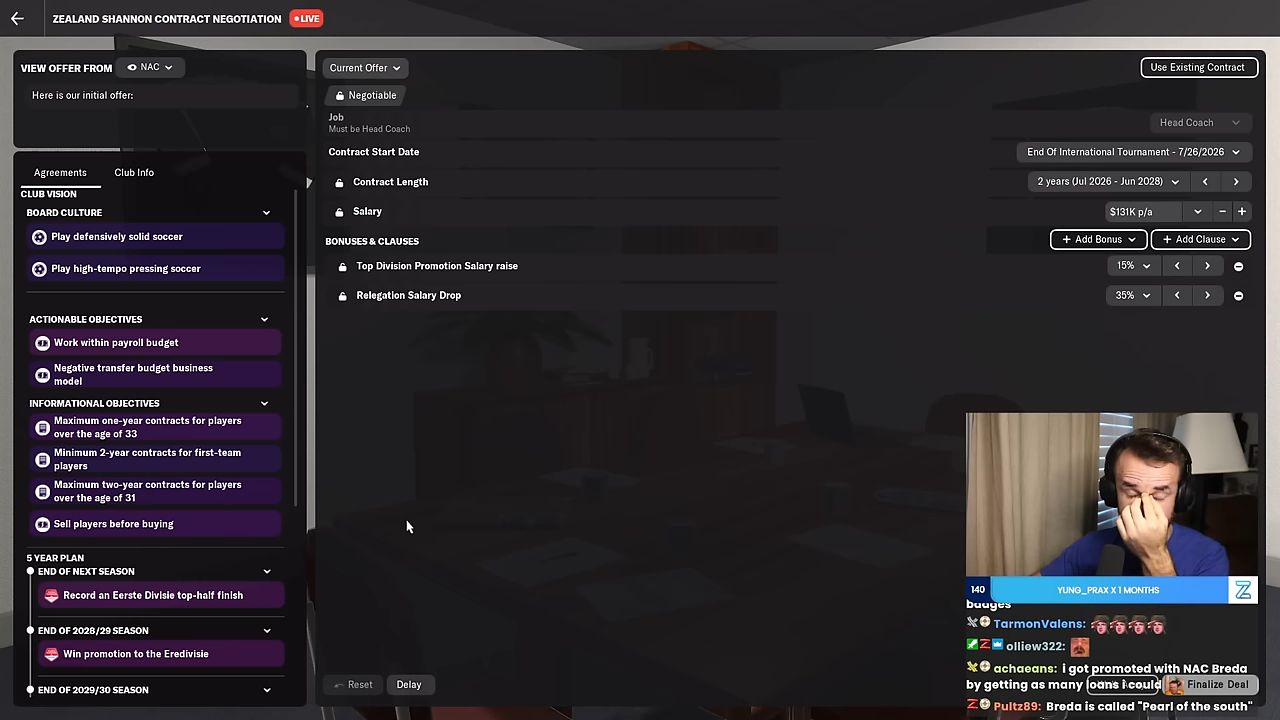 ZEALAND SHANNON CONTRACT NEGOTIATION
LIVE
VIEW OFFER FROM
NAC
Here is our initial offer:
Agreements
Club Info
CLUB VISION
BOARD CULTURE
Play defensively solid soccer
Play high-tempo pressing soccer
ACTIONABLE OBJECTIVES
Work within payroll budget
Negative transfer budget business
model
INFORMATIONAL OBJECTIVES
Maximum one-year contracts for players
over the age of 33
Minimum 2-year contracts for first-team
players
Maximum two-year contracts for players
over the age of 31
Sell players before buying
5 YEAR PLAN
END OF NEXT SEASON
Record an Eerste Divisie top-half finish
END OF 2028/29 SEASON
Win promotion to the Eredivisie
END OF 2029/30 SEASON
Current Offer
Use Existing Contract
Negotiable
Job
Must be Head Coach
Head Coach
Contract Start Date
End Of International Tournament - 7/26/2026
Contract Length
2 years (Jul 2026 - Jun 2028)
Salary
$131K p/a
BONUSES & CLAUSES
Add Bonus
Add Clause
Top Division Promotion Salary raise
15%
Relegation Salary Drop
35%
Reset
Delay
140
YUNG_PRAX X 1 MONTHS
Z
badges
TarmonValens:
olliew322:
achaeans: i got promoted with NAC Breda
by getting as many loans i could
Finalize Deal
Pultz89: Breda is called "Pearl of the south"